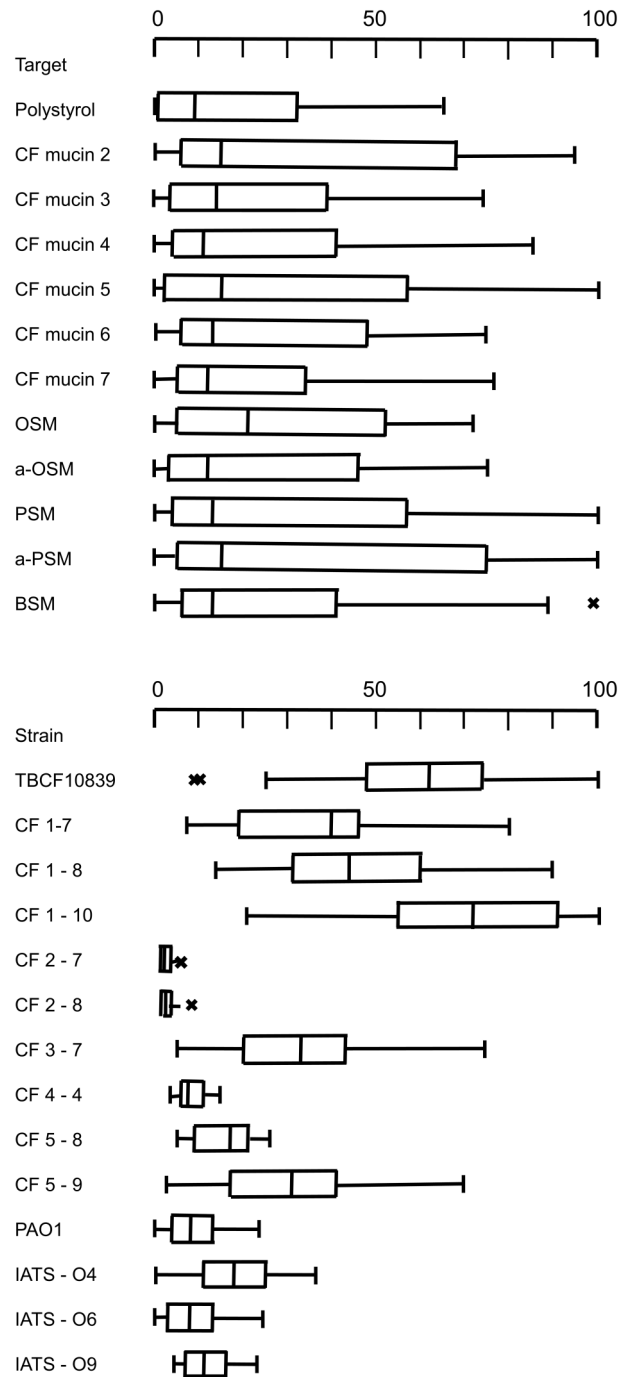 0 50 100
Target
Polystyrol
CF mucin 2
CF mucin 3
CF mucin 4
CF mucin 5
CF mucin 6
CF mucin 7
OSM
a-OSM
PSM
a-PSM
BSM
0 50 100
Strain
TBCF10839
CF 1-7
CF 1 - 8
CF 1 - 10
CF 2 - 7
CF 2 - 8
CF 3 - 7
CF 4 - 4
CF 5 - 8
CF 5 - 9
PAO1
IATS - O4
IATS - O6
IATS - O9